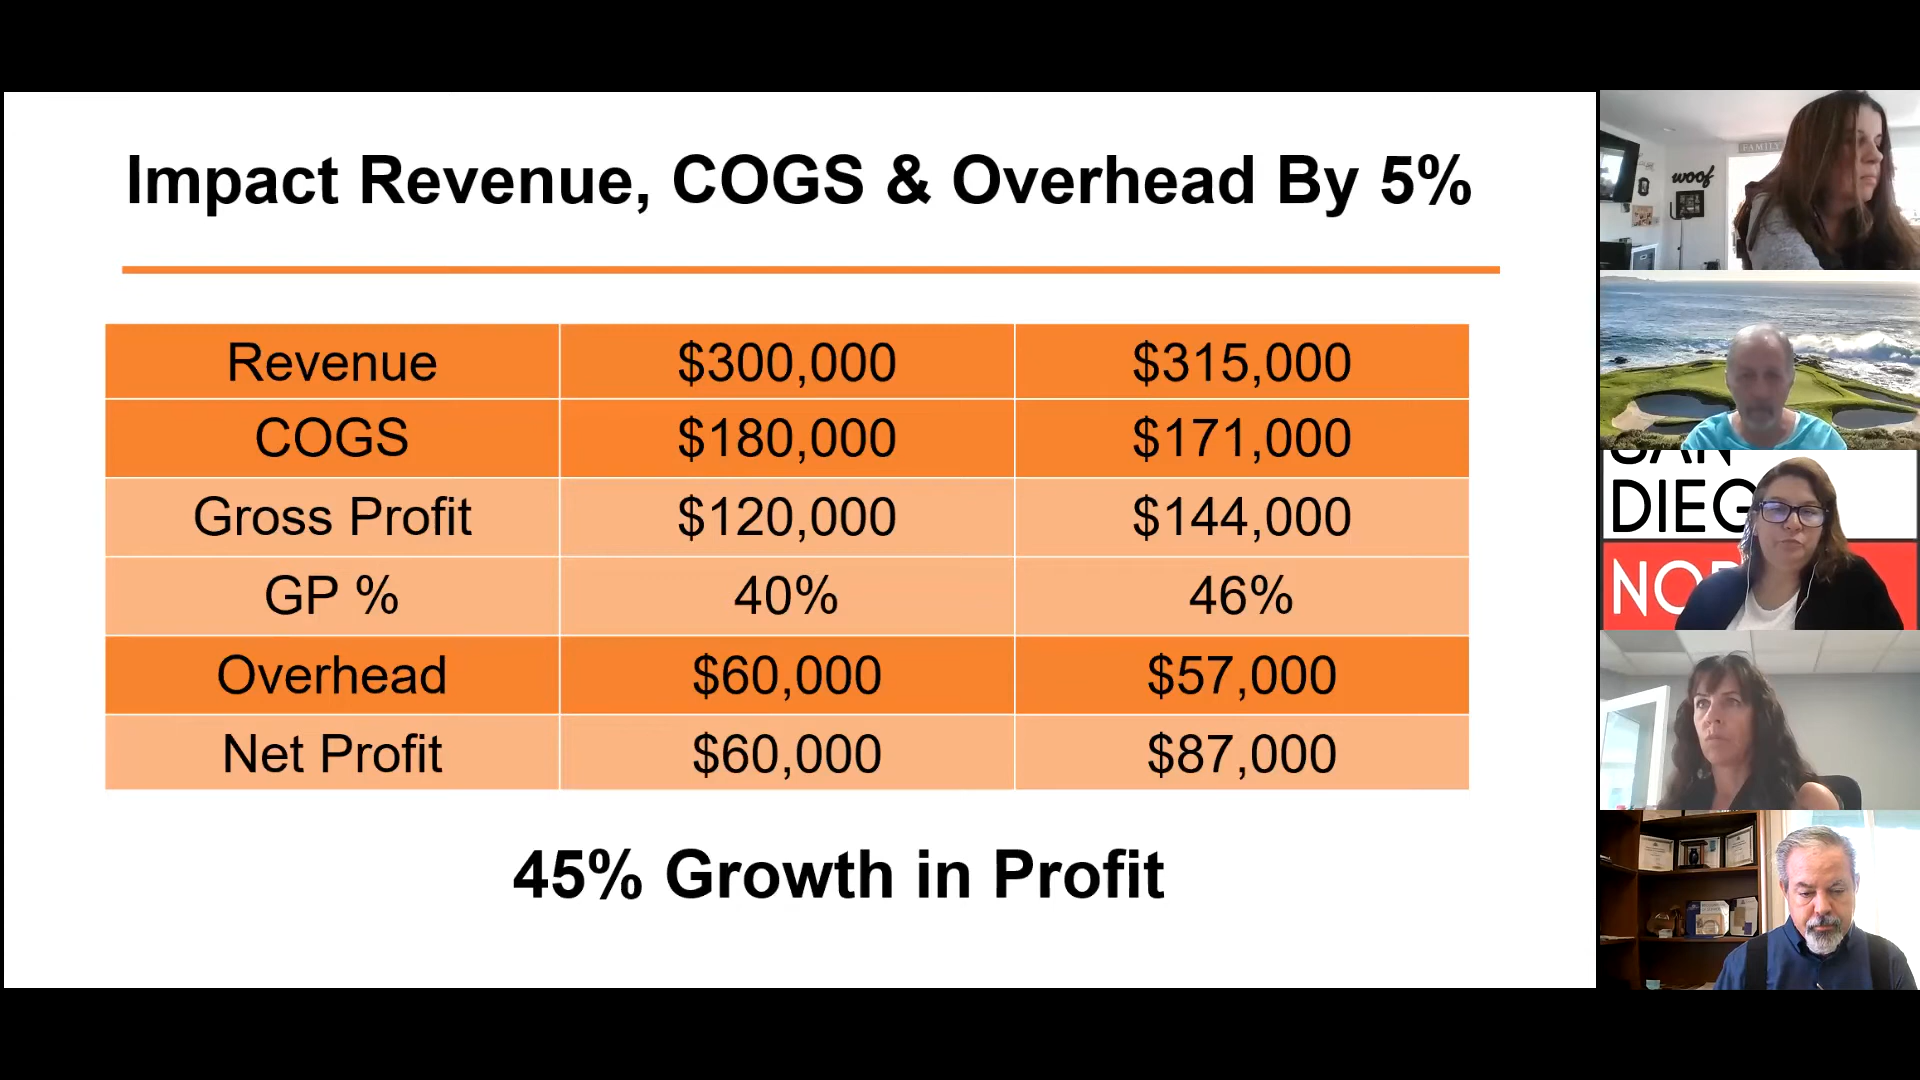 Impact Revenue, COGS & Overhead By 5%
Revenue $300,000 $315,000
COGS $180,000 $171,000
Gross Profit $120,000 $144,000
GP % 40% 46%
Overhead $60,000 $57,000
Net Profit $60,000 $87,000
45% Growth in Profit
FAMILY
woof
SAN
DIEG
NO